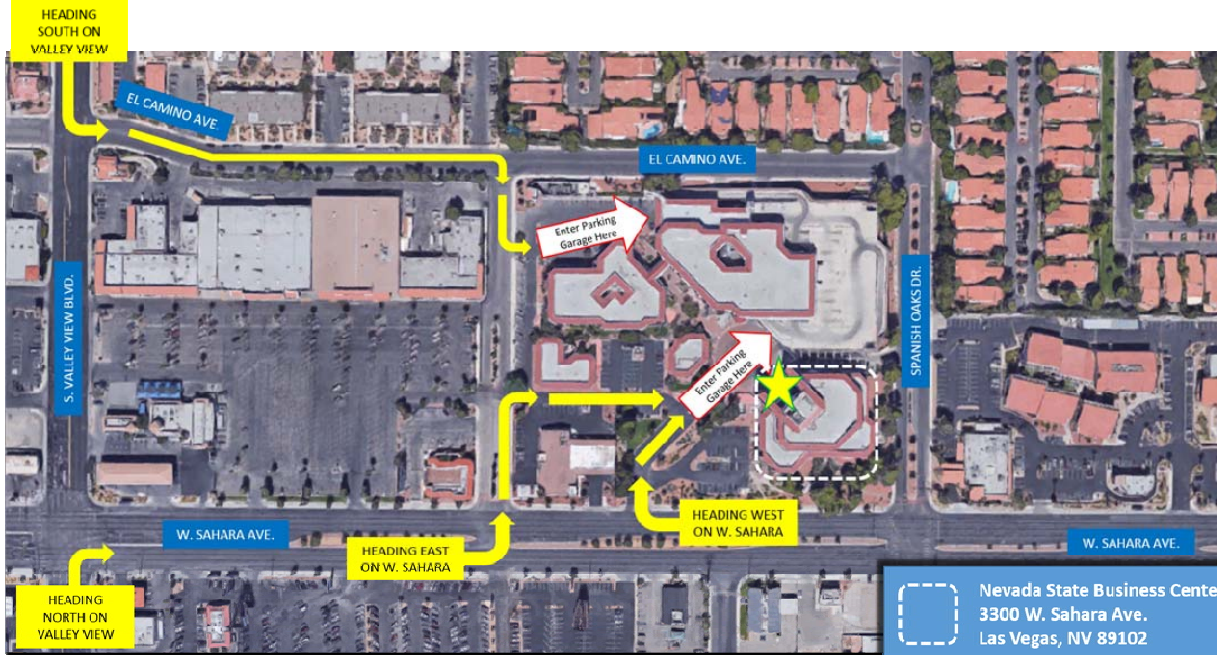 HEADING
SOUTH ON
VALLEY VIEW
EL CAMINO AVE.
EL CAMINO AVE.
Enter Parking
Garage Here
S. VALLEY VIEW BLVD.
SPANISH OAKS DR.
Enter Parking
Garage Here
HEADING WEST
ON W. SAHARA
W. SAHARA AVE.
HEADING EAST
ON W. SAHARA
W. SAHARA AVE.
HEADING
NORTH ON
VALLEY VIEW
Nevada State Business Cente
3300 W. Sahara Ave.
Las Vegas, NV 89102